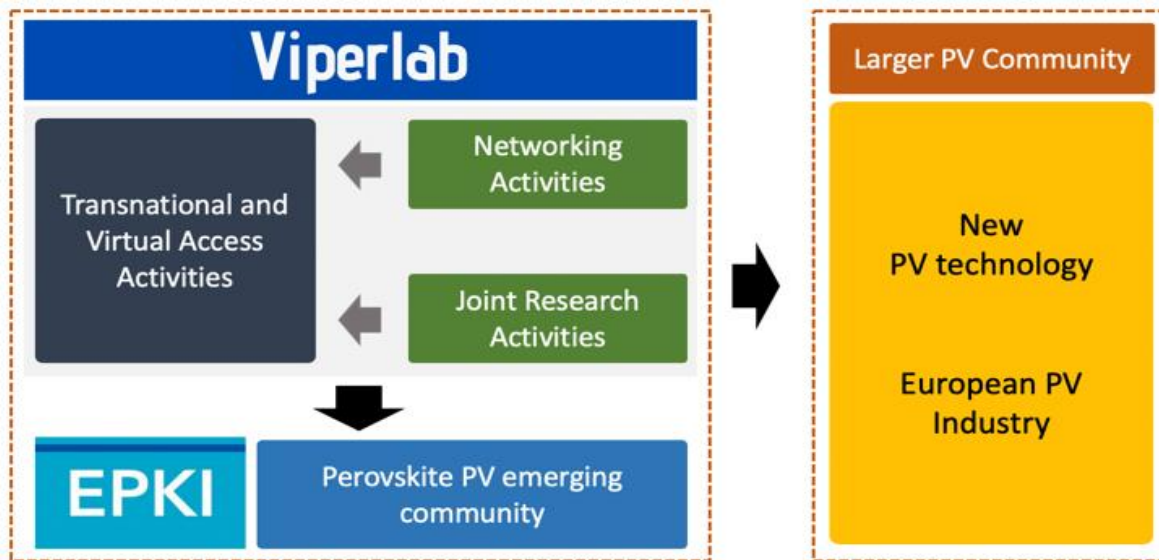 Viperlab
Transnational and
Virtual Access
Activities
Networking
Activities
Joint Research
Activities
EPKI
Perovskite PV emerging
community
Larger PV Community
New
PV technology
European PV
Industry